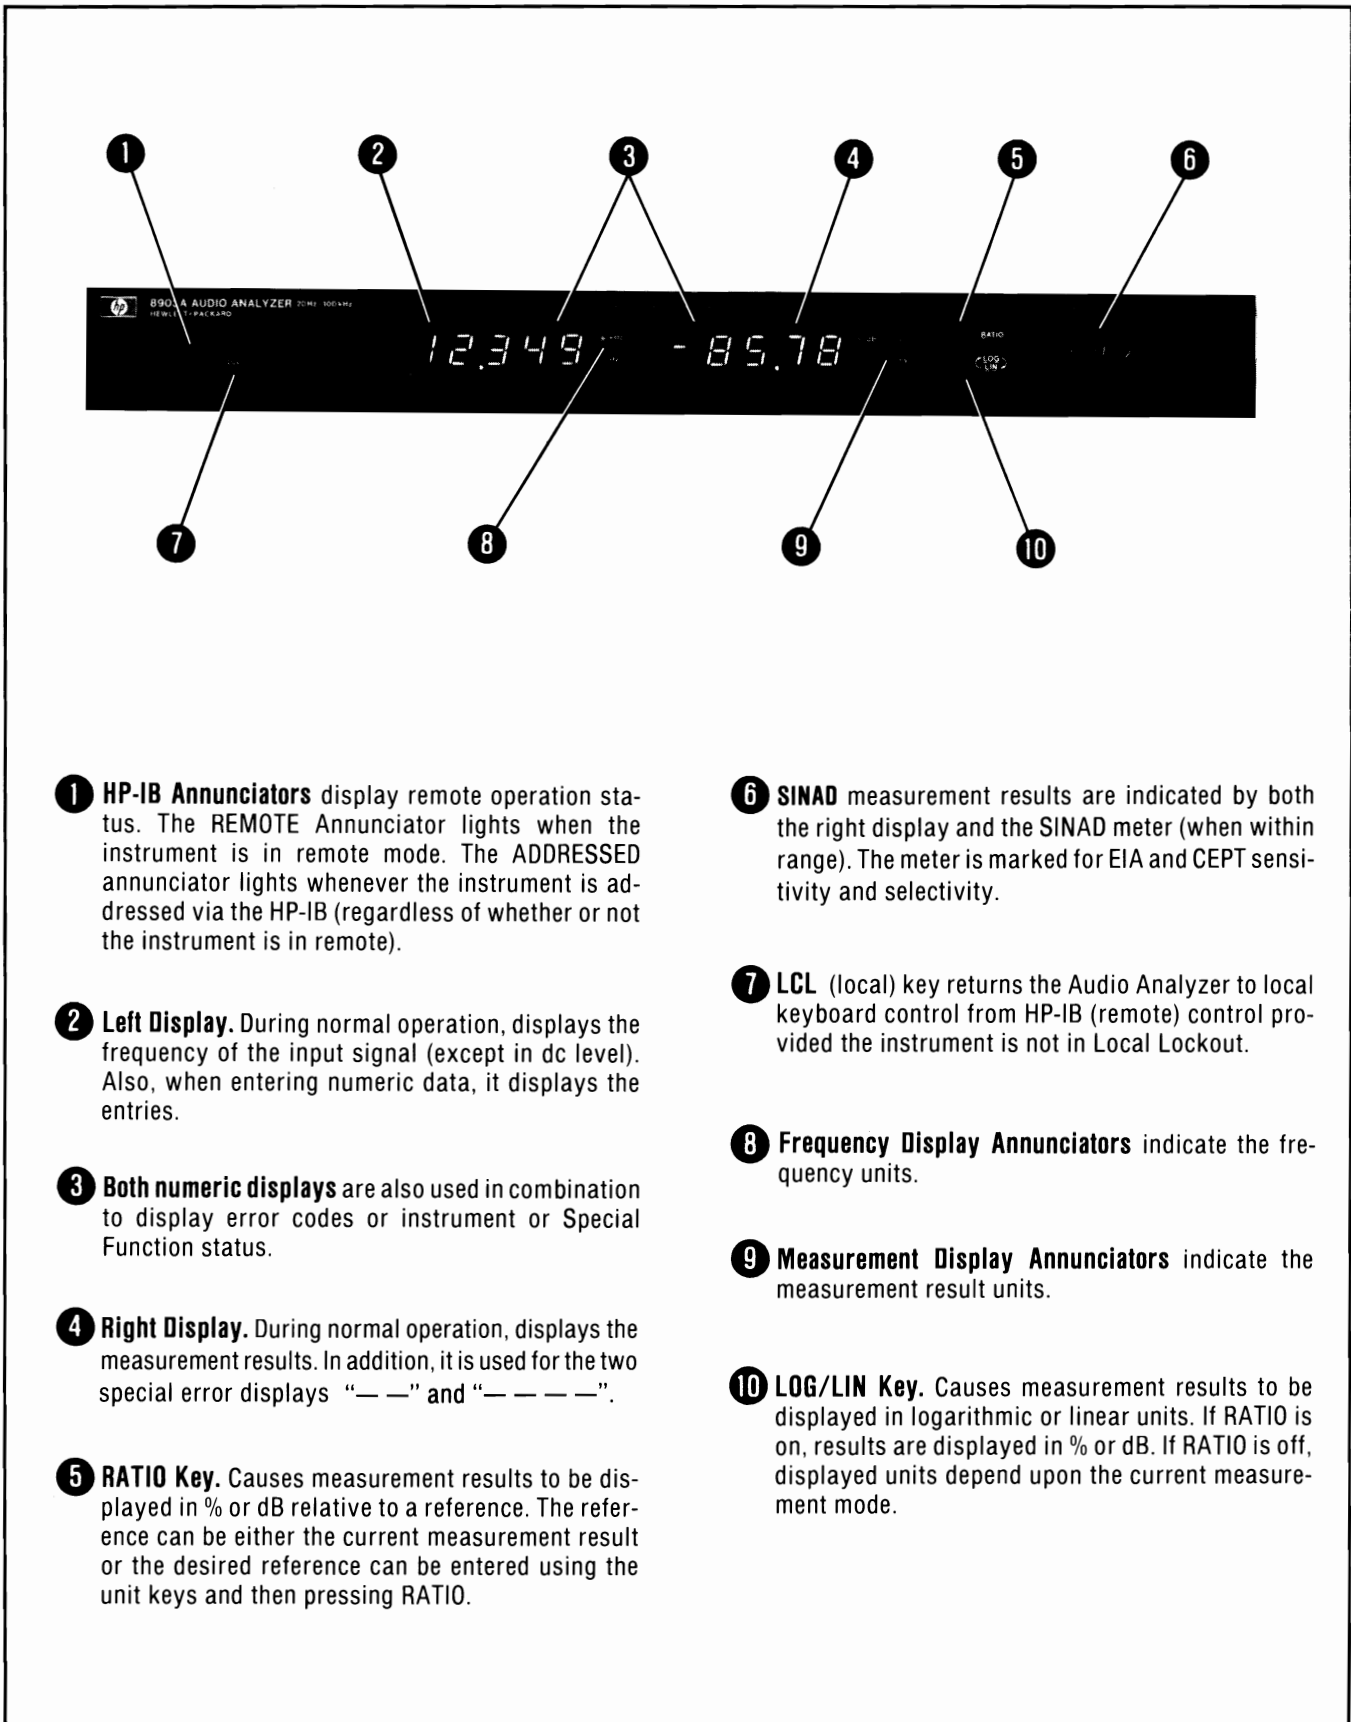 1
2
3
4
5
6
hp
AUDIO ANALYZER
12.349
-85.78
RATIO
LOG
LIN
7
8
9
10
1 HP-IB Annunciators display remote operation sta-
tus. The REMOTE Annunciator lights when the
instrument is in remote mode. The ADDRESSED
annunciator lights whenever the instrument is ad-
dressed via the HP-IB (regardless of whether or not
the instrument is in remote).
2 Left Display. During normal operation, displays the
frequency of the input signal (except in dc level).
Also, when entering numeric data, it displays the
entries.
3 Both numeric displays are also used in combination
to display error codes or instrument or Special
Function status.
4 Right Display. During normal operation, displays the
measurement results. In addition, it is used for the two
special error displays “— —” and “— — — —”.
5 RATIO Key. Causes measurement results to be dis-
played in % or dB relative to a reference. The refer-
ence can be either the current measurement result
or the desired reference can be entered using the
unit keys and then pressing RATIO.
6 SINAD measurement results are indicated by both
the right display and the SINAD meter (when within
range). The meter is marked for EIA and CEPT sensi-
tivity and selectivity.
7 LCL (local) key returns the Audio Analyzer to local
keyboard control from HP-IB (remote) control pro-
vided the instrument is not in Local Lockout.
8 Frequency Display Annunciators indicate the fre-
quency units.
9 Measurement Display Annunciators indicate the
measurement result units.
10 LOG/LIN Key. Causes measurement results to be
displayed in logarithmic or linear units. If RATIO is
on, results are displayed in % or dB. If RATIO is off,
displayed units depend upon the current measure-
ment mode.